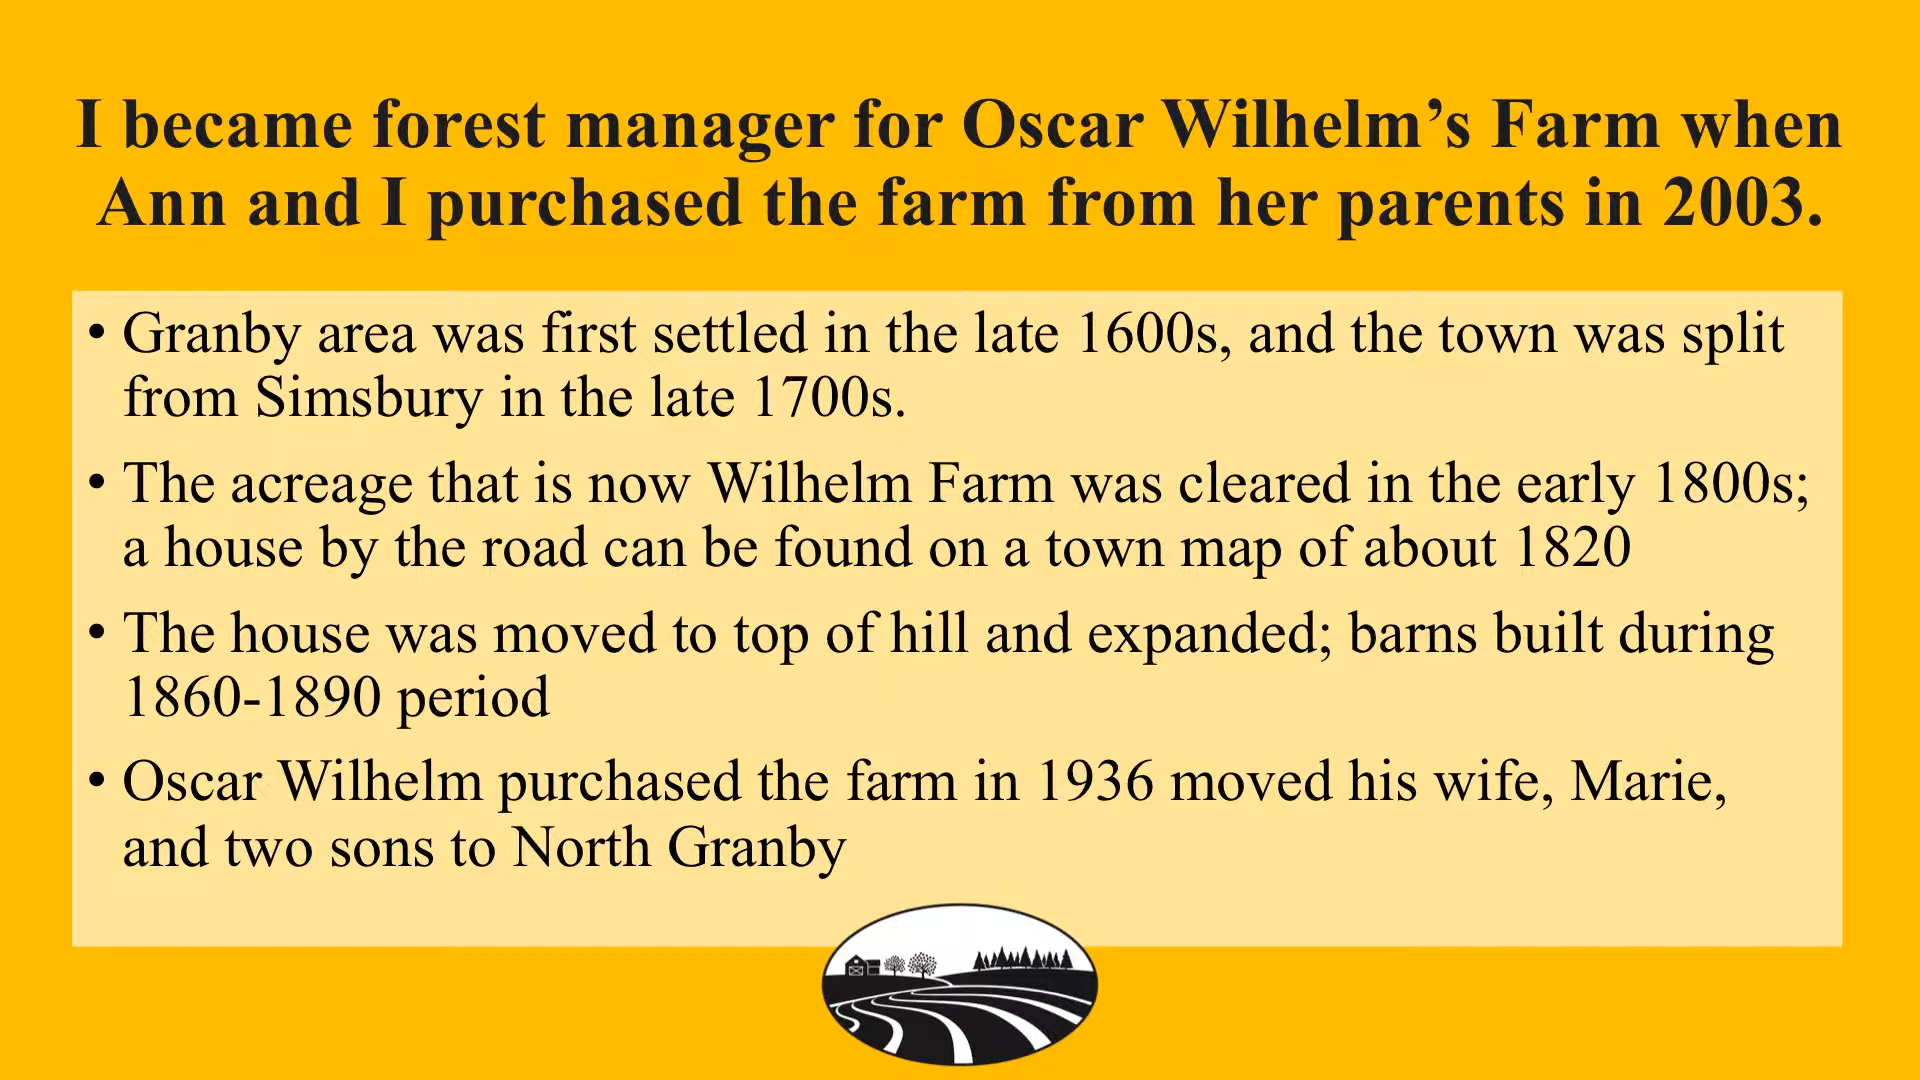 I became forest manager for Oscar Wilhelm’s Farm when
Ann and I purchased the farm from her parents in 2003.
• Granby area was first settled in the late 1600s, and the town was split
from Simsbury in the late 1700s.
• The acreage that is now Wilhelm Farm was cleared in the early 1800s;
a house by the road can be found on a town map of about 1820
• The house was moved to top of hill and expanded; barns built during
1860-1890 period
• Oscar Wilhelm purchased the farm in 1936 moved his wife, Marie,
and two sons to North Granby